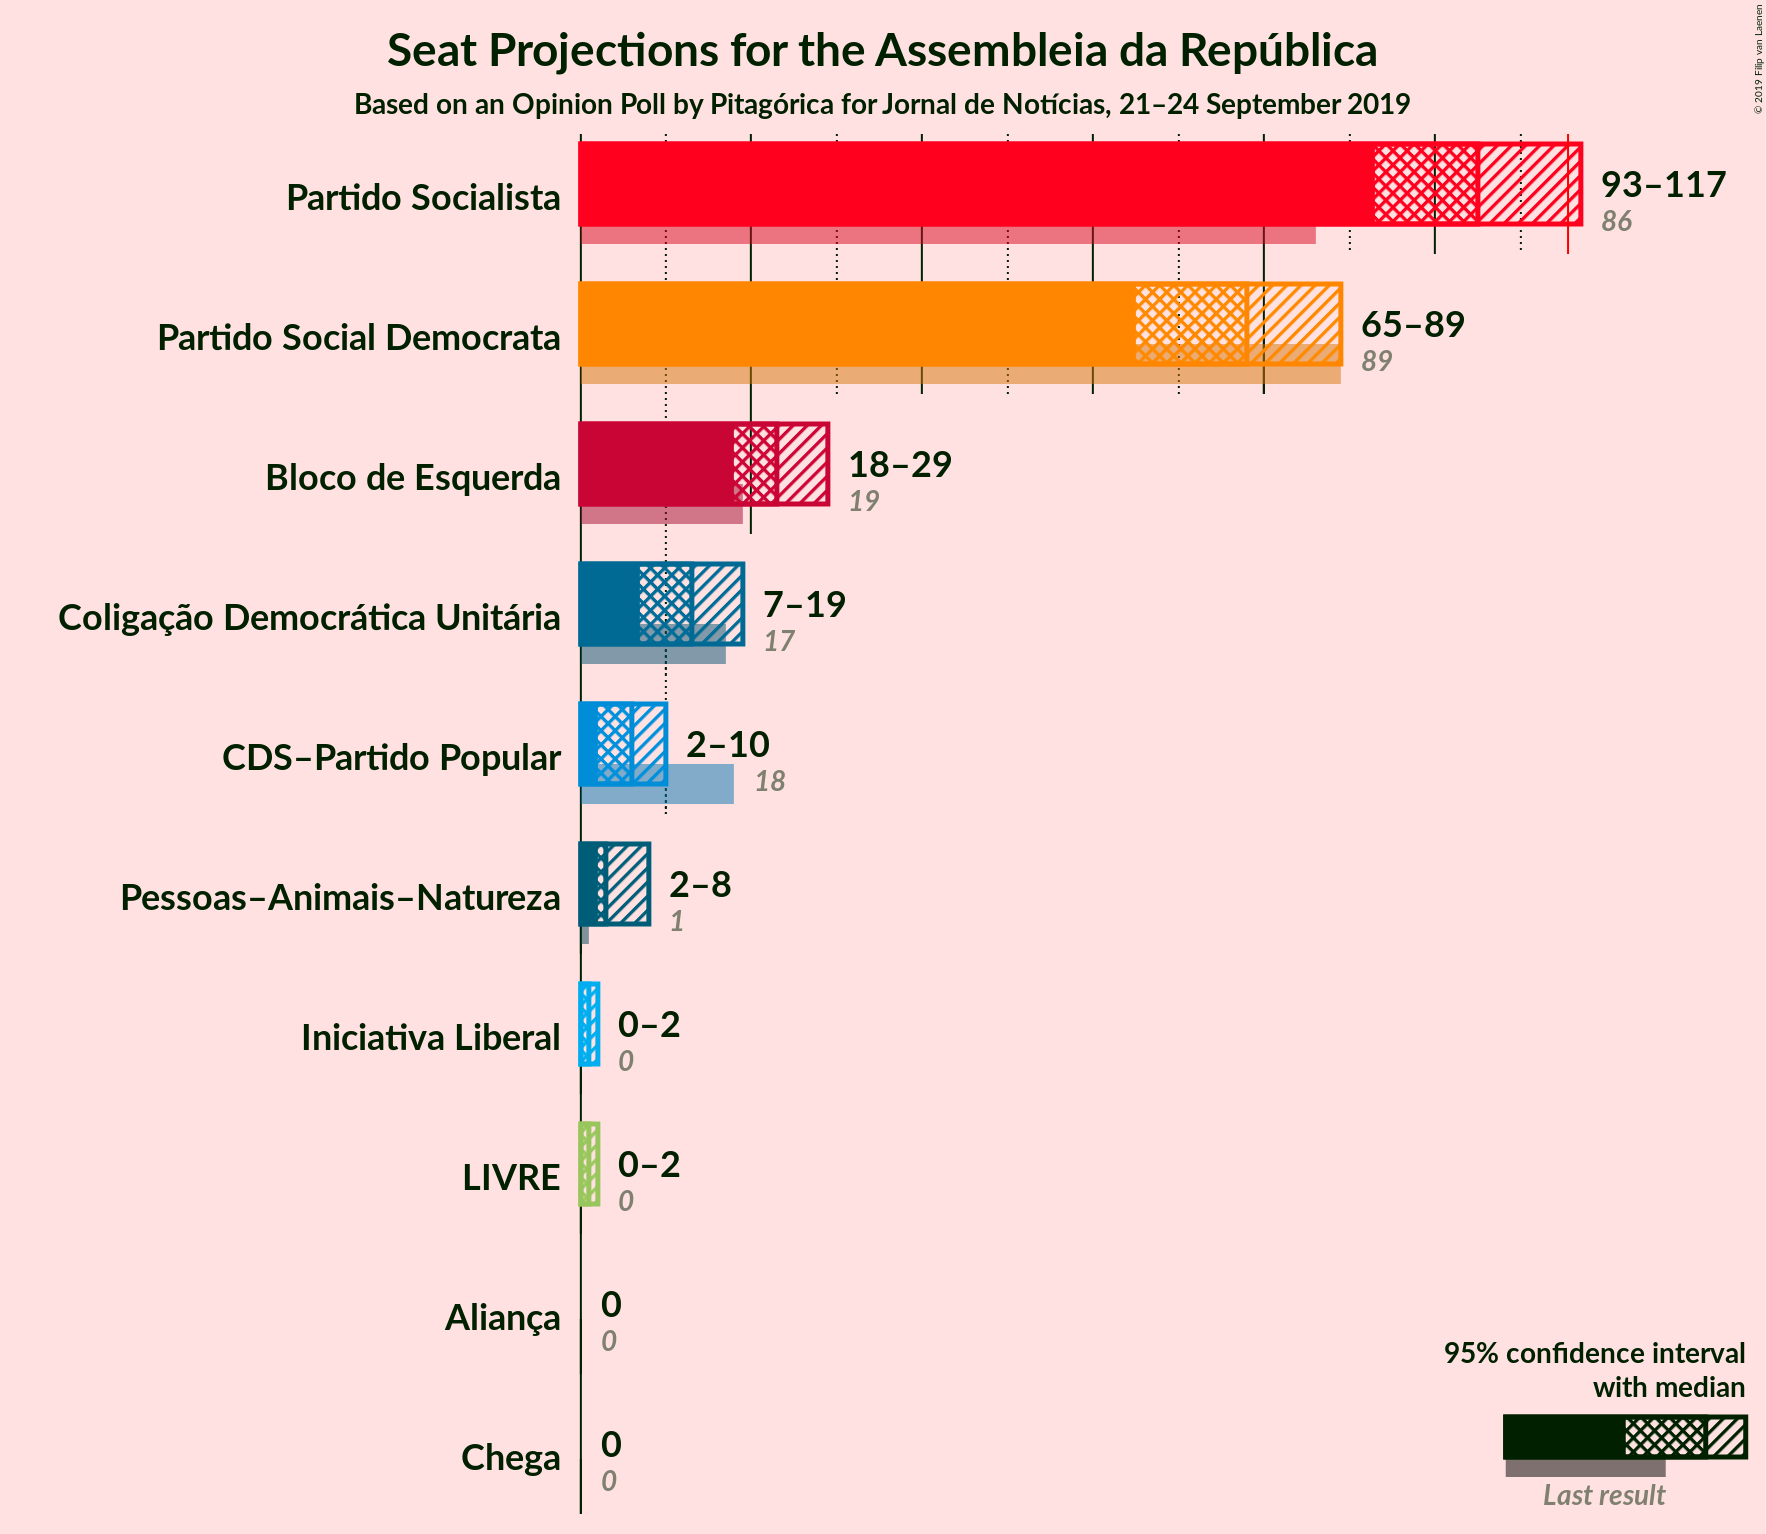 Seat Projections for the Assembleia da República
Based on an Opinion Poll by Pitagórica for Jornal de Notícias, 21–24 September 2019
© 2019 Filip van Laenen
Partido Socialista
93–117
86
Partido Social Democrata
65–89
89
Bloco de Esquerda
18–29
19
Coligação Democrática Unitária
7–19
17
CDS–Partido Popular
2–10
18
Pessoas–Animais–Natureza
2–8
1
Iniciativa Liberal
0–2
0
LIVRE
0–2
0
Aliança
0
0
Chega
0
0
95% confidence interval
with median
Last result